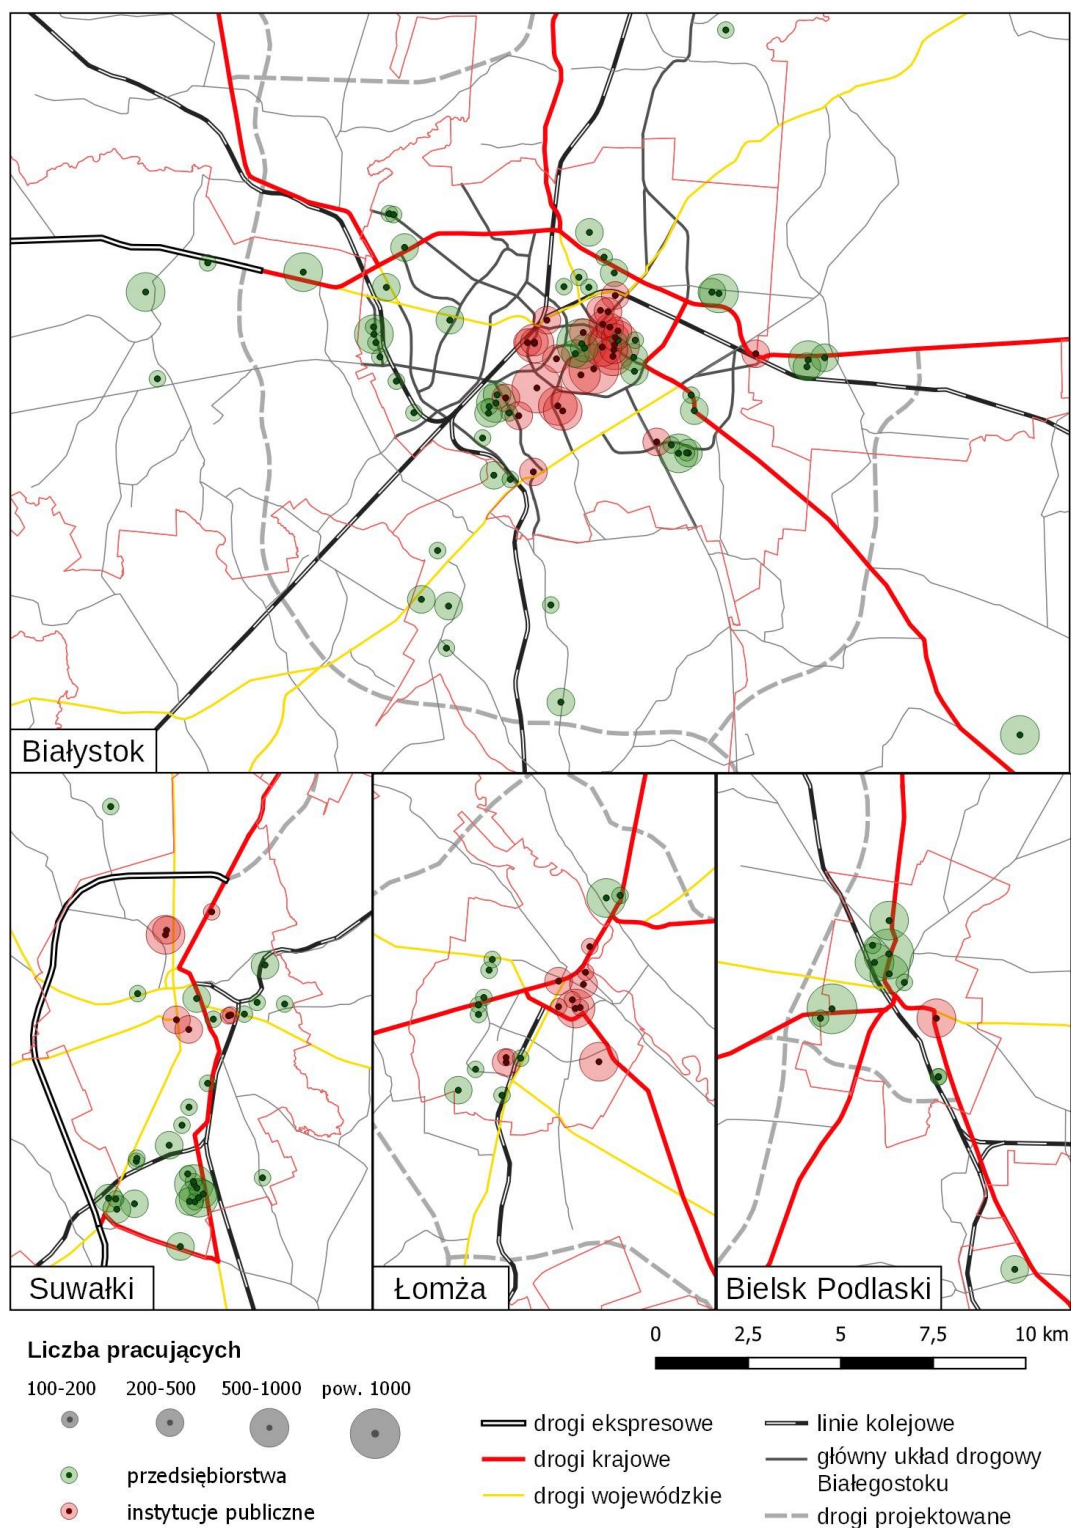 Białystok
Suwałki
Łomża
Bielsk Podlaski
Liczba pracujących
100-200 200-500 500-1000 pow. 1000
przedsiębiorstwa
instytucje publiczne
0 2,5 5 7,5 10 km
drogi ekspresowe
drogi krajowe
drogi wojewódzkie
linie kolejowe
główny układ drogowy
Białegostoku
drogi projektowane